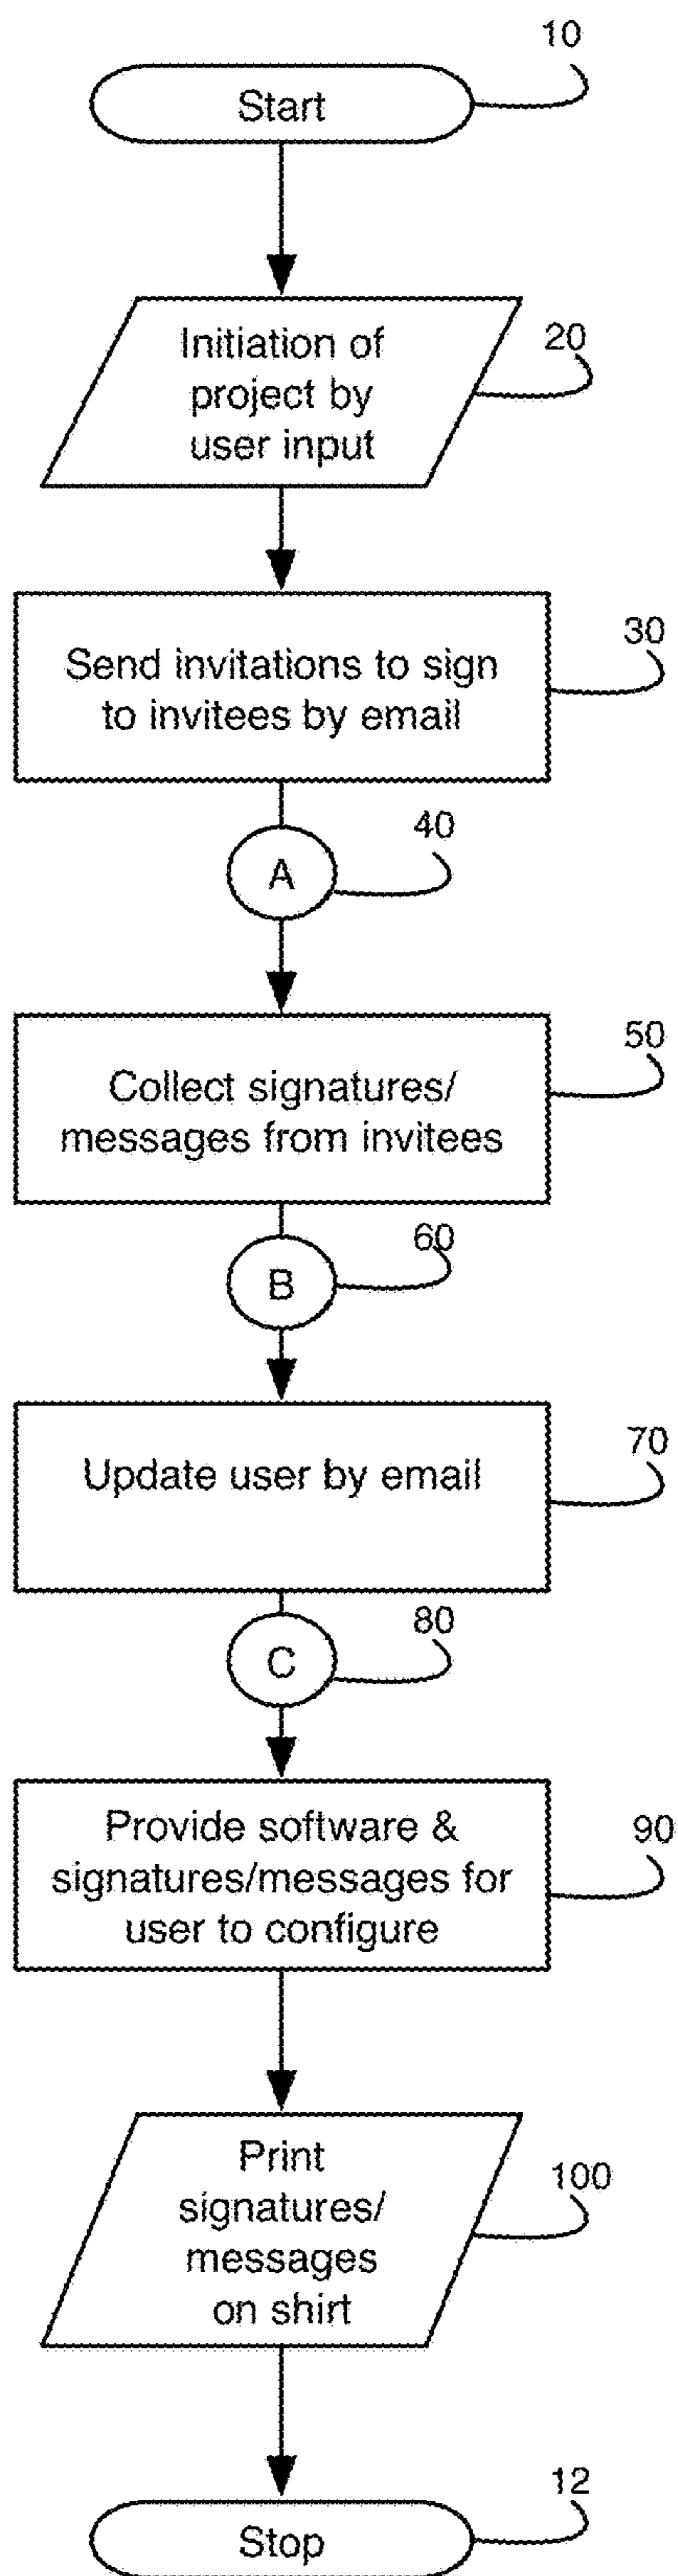 10
Start
Initiation of
project by
user input
20
Send invitations to sign
to invitees by email
30
A
40
Collect signatures/
messages from invitees
50
B
60
Update user by email
70
C
80
Provide software &
signatures/messages for
user to configure
90
Print
signatures/
messages
on shirt
100
Stop
12